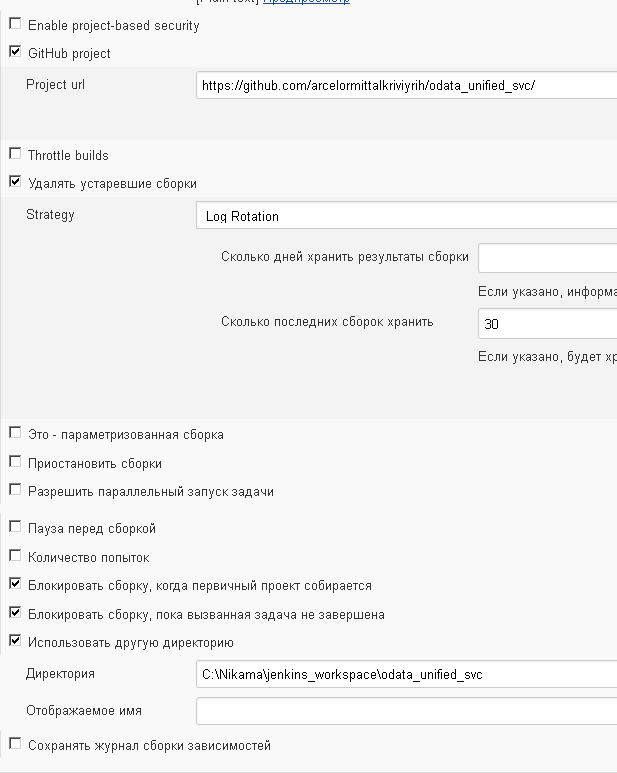 [Plain text] Предпросмотр
Enable project-based security
GitHub project
Project url
https://github.com/arcelormittalkriviyrih/odata_unified_svc/
Throttle builds
Удалять устаревшие сборки
Strategy
Log Rotation
Сколько дней хранить результаты сборки
Если указано, информа
Сколько последних сборок хранить
30
Если указано, будет хр
Это - параметризованная сборка
Приостановить сборки
Разрешить параллельный запуск задачи
Пауза перед сборкой
Количество попыток
Блокировать сборку, когда первичный проект собирается
Блокировать сборку, пока вызванная задача не завершена
Использовать другую директорию
Директория
C:\Nikama\jenkins_workspace\odata_unified_svc
Отображаемое имя
Сохранять журнал сборки зависимостей